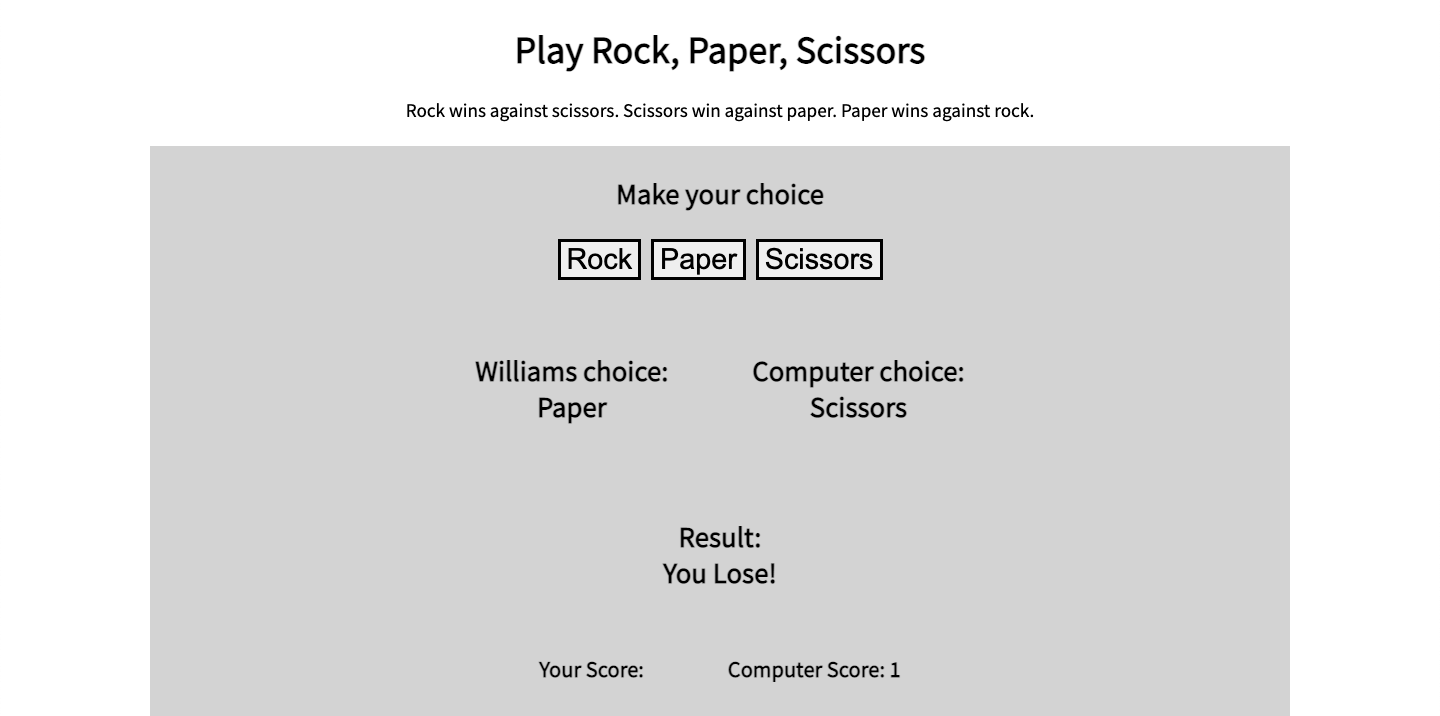 Play Rock, Paper, Scissors
Rock wins against scissors. Scissors win against paper. Paper wins against rock.
Make your choice
Rock Paper Scissors
Williams choice: Computer choice:
Paper Scissors
Result:
You Lose!
Your Score: Computer Score: 1